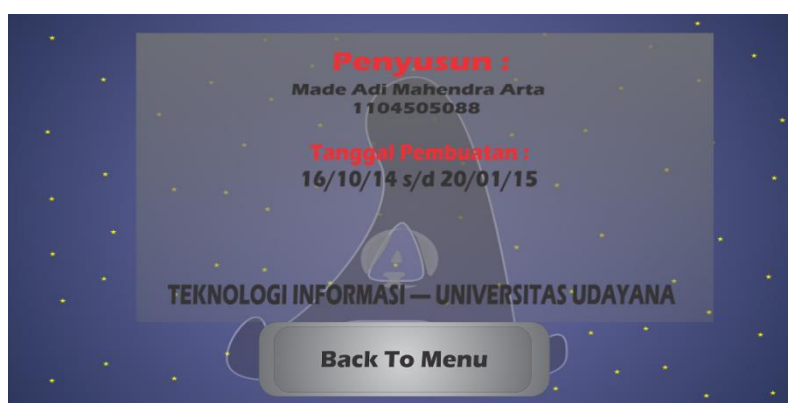 Penyusun :
Made Adi Mahendra Arta
1104505088
Tanggal Pembuatan :
16/10/14 s/d 20/01/15
TEKNOLOGI INFORMASI — UNIVERSITAS UDAYANA
Back To Menu